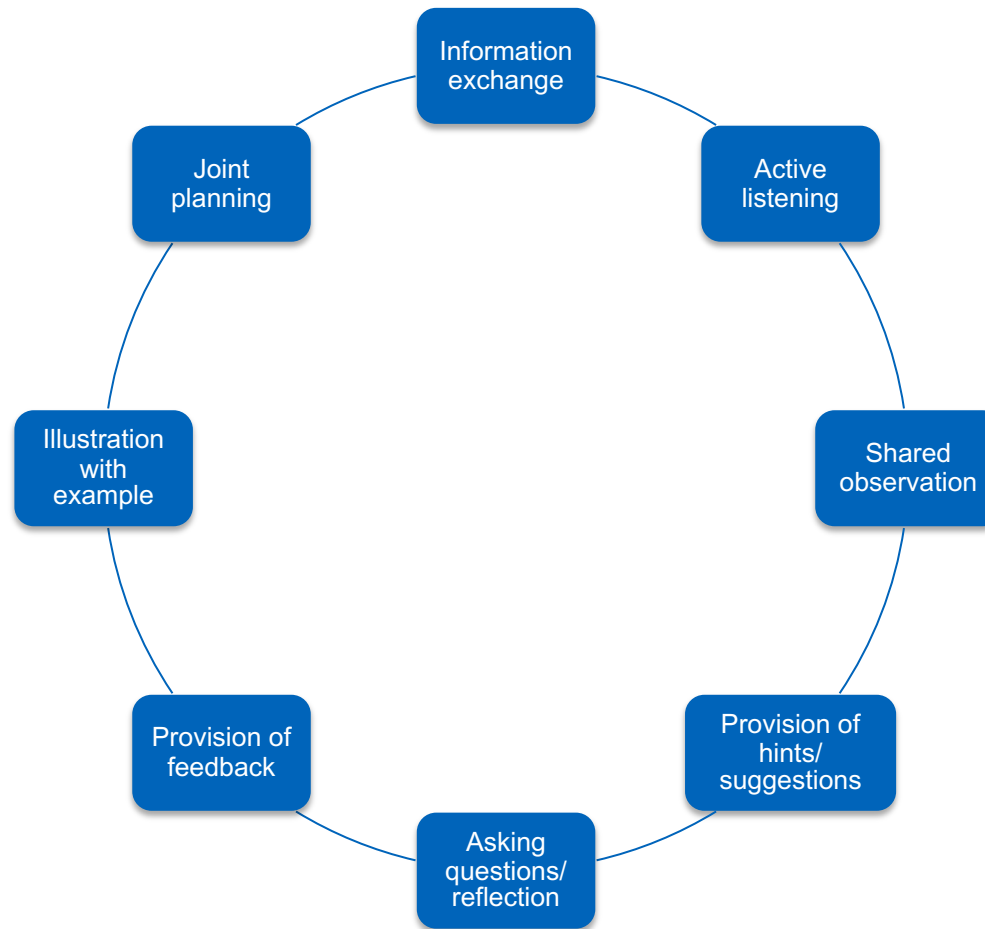 Information
exchange
Active
listening
Shared
observation
Provision of
hints/
suggestions
Asking
questions/
reflection
Provision of
feedback
Illustration
with
example
Joint
planning